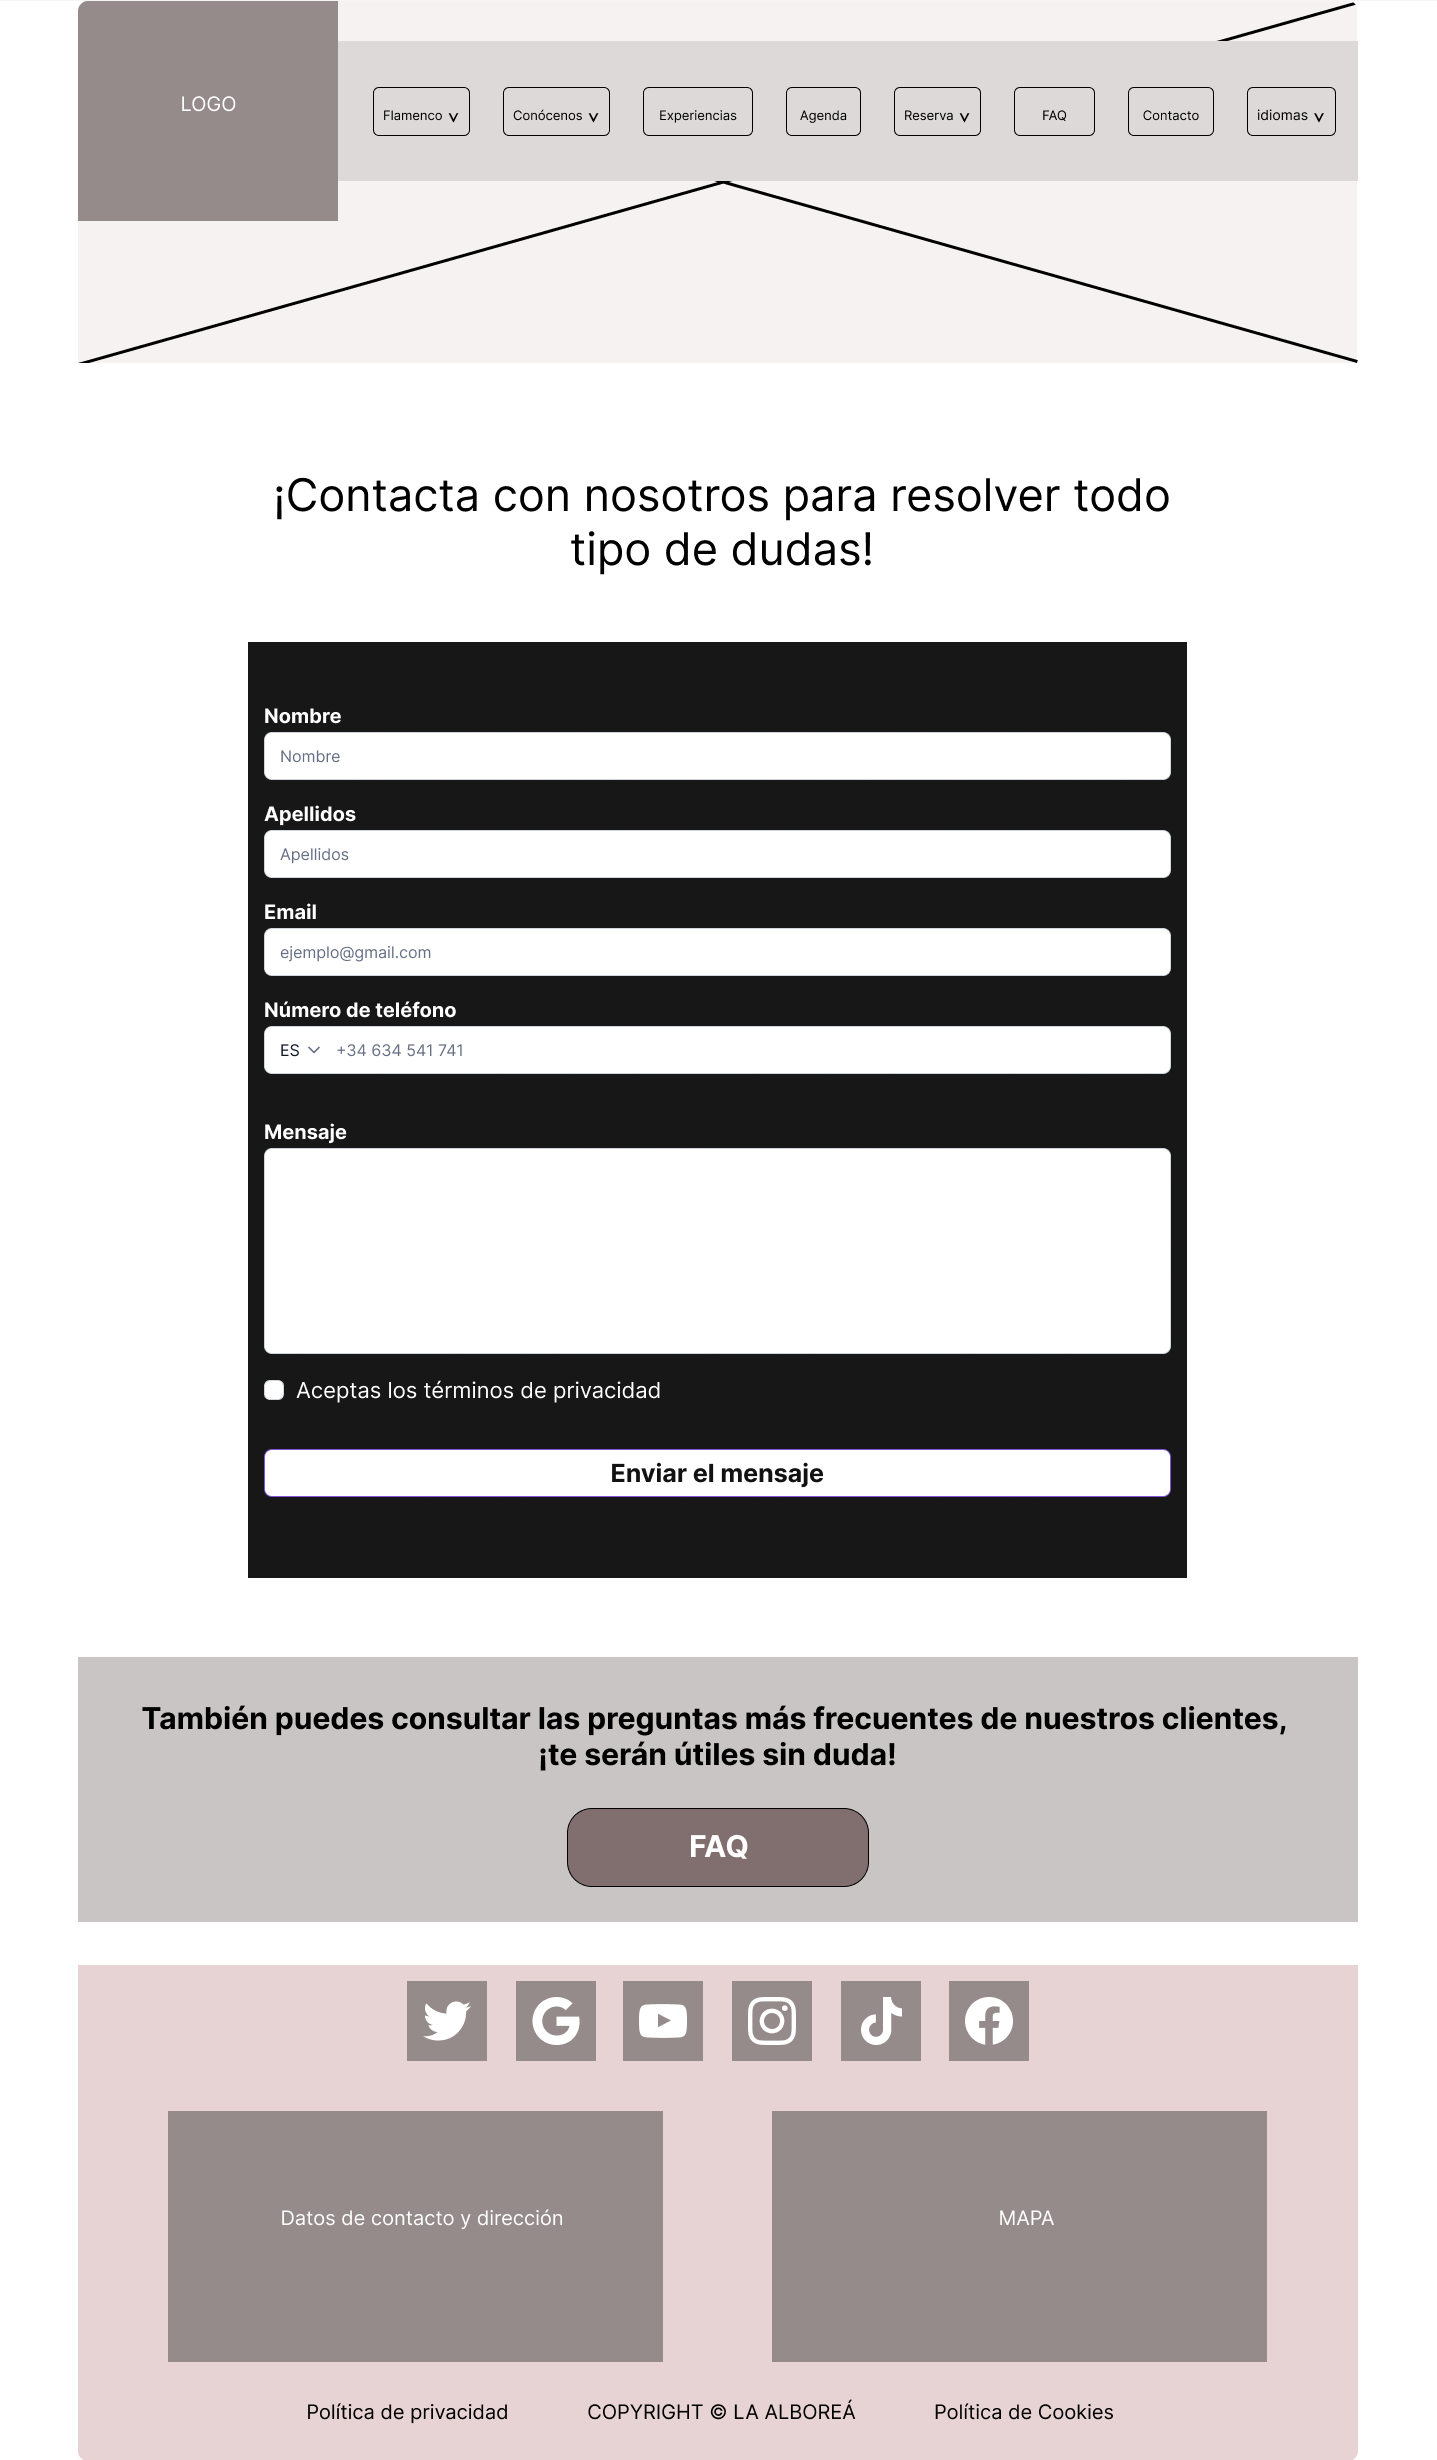 LOGO
Flamenco
Conócenos
Experiencias
Agenda
Reserva
FAQ
Contacto
idiomas
¡Contacta con nosotros para resolver todo
tipo de dudas!
Nombre
Nombre
Apellidos
Apellidos
Email
ejemplo@gmail.com
Número de teléfono
ES +34 634 541 741
Mensaje
Aceptas los términos de privacidad
Enviar el mensaje
También puedes consultar las preguntas más frecuentes de nuestros clientes,
¡te serán útiles sin duda!
FAQ
Datos de contacto y dirección
MAPA
Política de privacidad
COPYRIGHT © LA ALBOREÁ
Política de Cookies